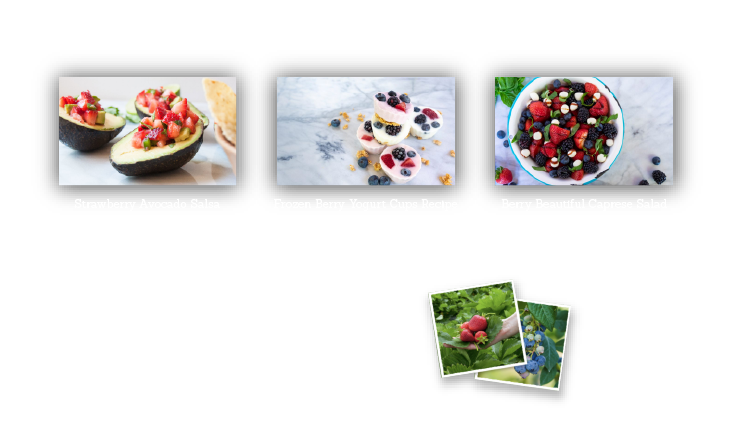 Strawberry Avocado Salsa
Frozen Berry Yogurt Cups Recipe
Berry Beautiful Caprese Salad